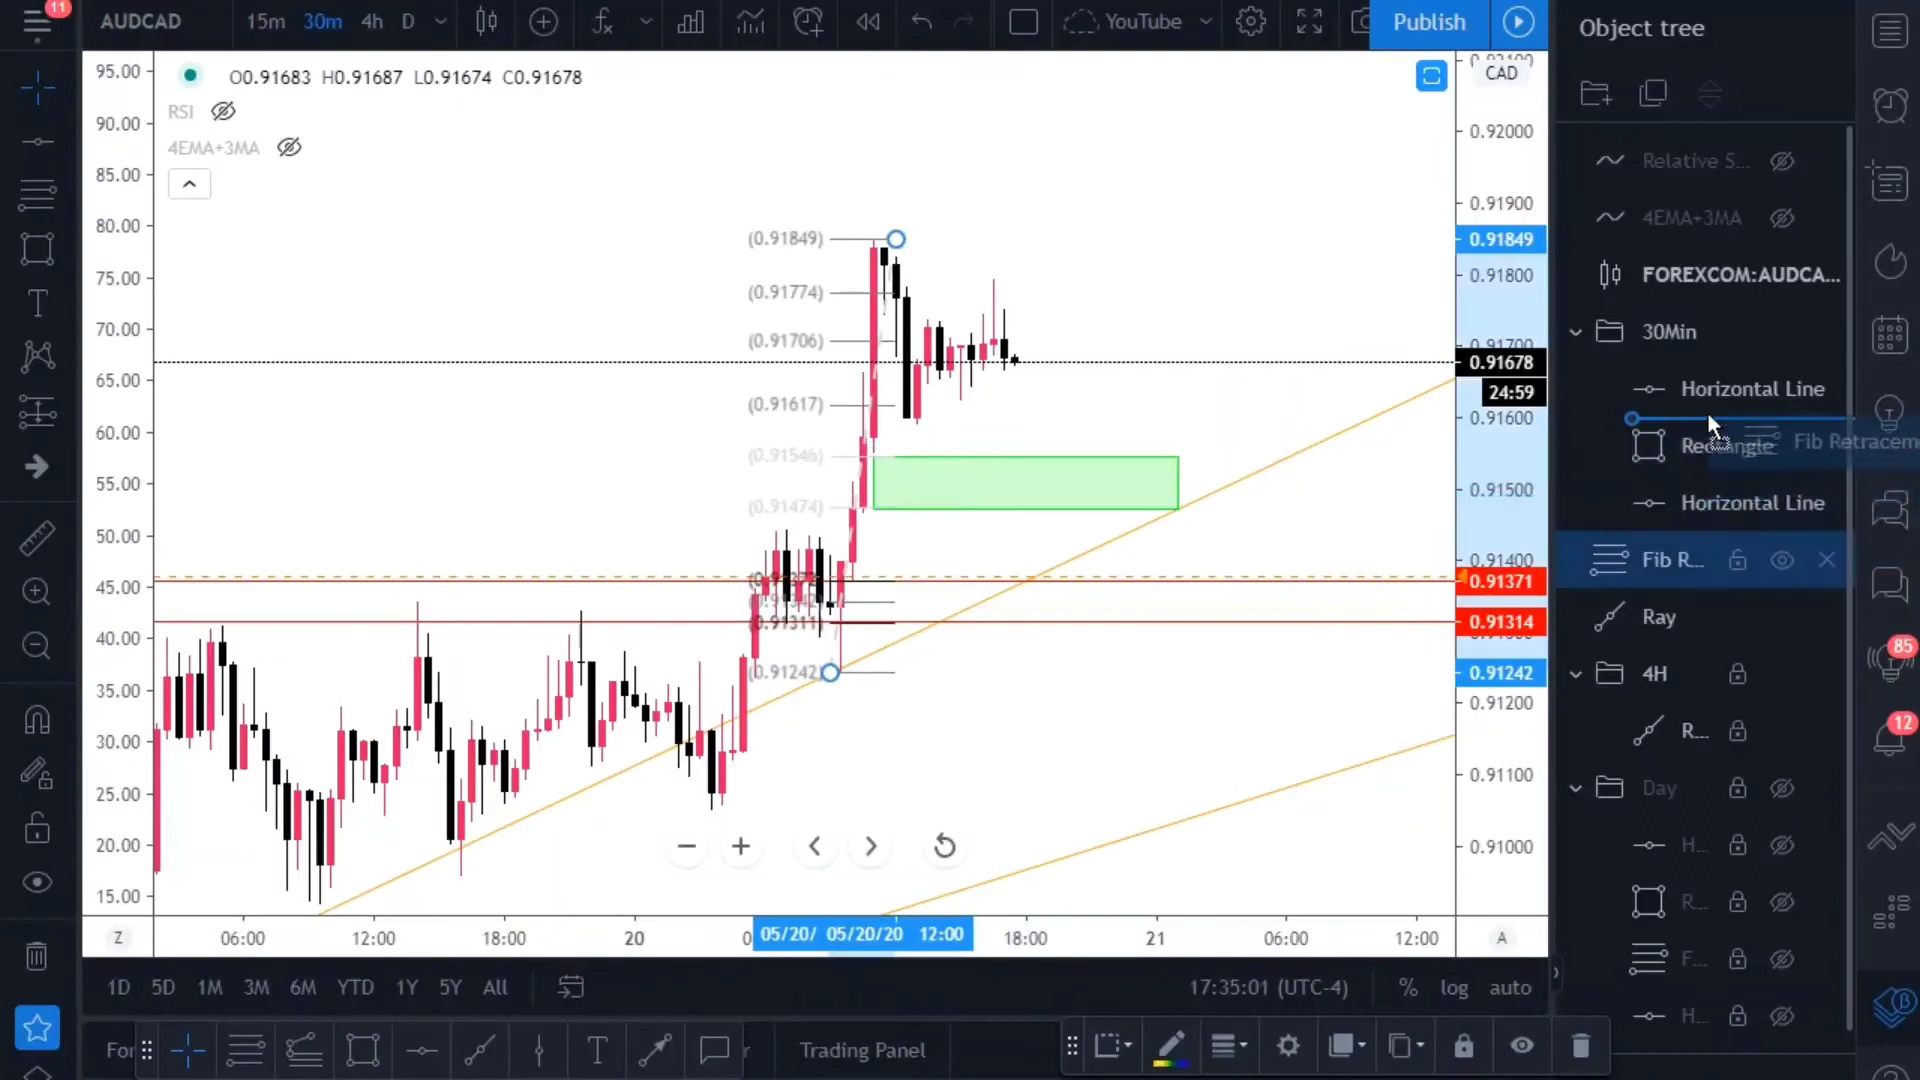 11
AUDCAD
15m 30m 4h D
YouTube
Publish
Object tree
O0.91683 H0.91687 L0.91674 C0.91678
RSI
4EMA+3MA
CAD
95.00
90.00
85.00
80.00
75.00
70.00
65.00
60.00
55.00
50.00
45.00
40.00
35.00
30.00
25.00
20.00
15.00
(0.91849)
(0.91774)
(0.91706)
(0.91617)
(0.91546)
(0.91474)
(0.91311)
(0.91242)
0.92000
0.91900
0.91849
0.91800
0.91678
24:59
0.91600
0.91500
0.91400
0.91371
0.91314
0.91242
0.91200
0.91100
0.91000
Relative S...
4EMA+3MA
FOREXCOM:AUDCA...
30Min
Horizontal Line
Rectangle
Fib Retracem
Horizontal Line
Fib R...
Ray
4H
R...
Day
H...
R...
F...
H...
85
12
Z
06:00 12:00 18:00 20
05/20/ 05/20/20 12:00
18:00 21 06:00 12:00
A
1D 5D 1M 3M 6M YTD 1Y 5Y All
17:35:01 (UTC-4)
% log auto
For
Trading Panel